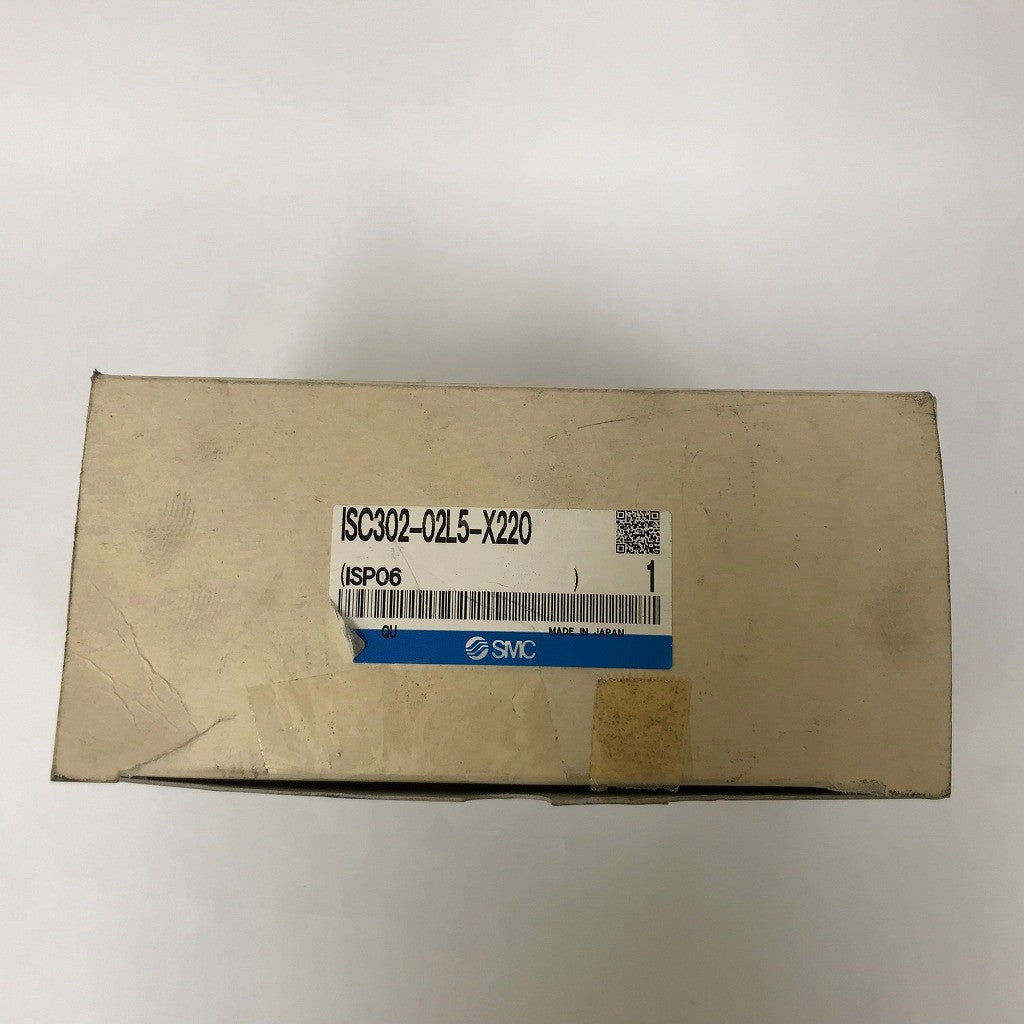 ISC302-02L5-X220
(ISP06 ) 1
QU MADE IN JAPAN
SMC